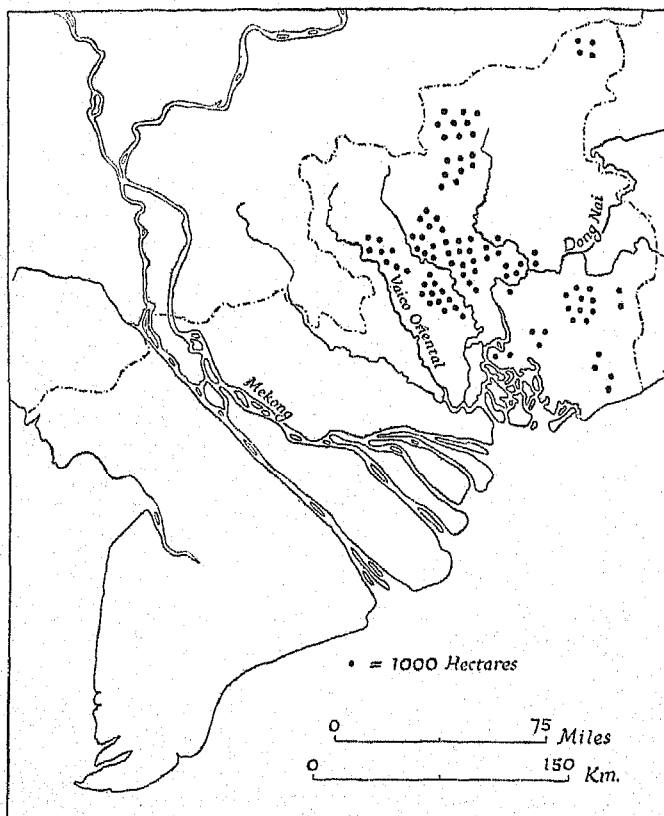 Dong Nai
Vaico Oriental
Mekong
• = 1000 Hectares
0 75 Miles
0 150 Km.